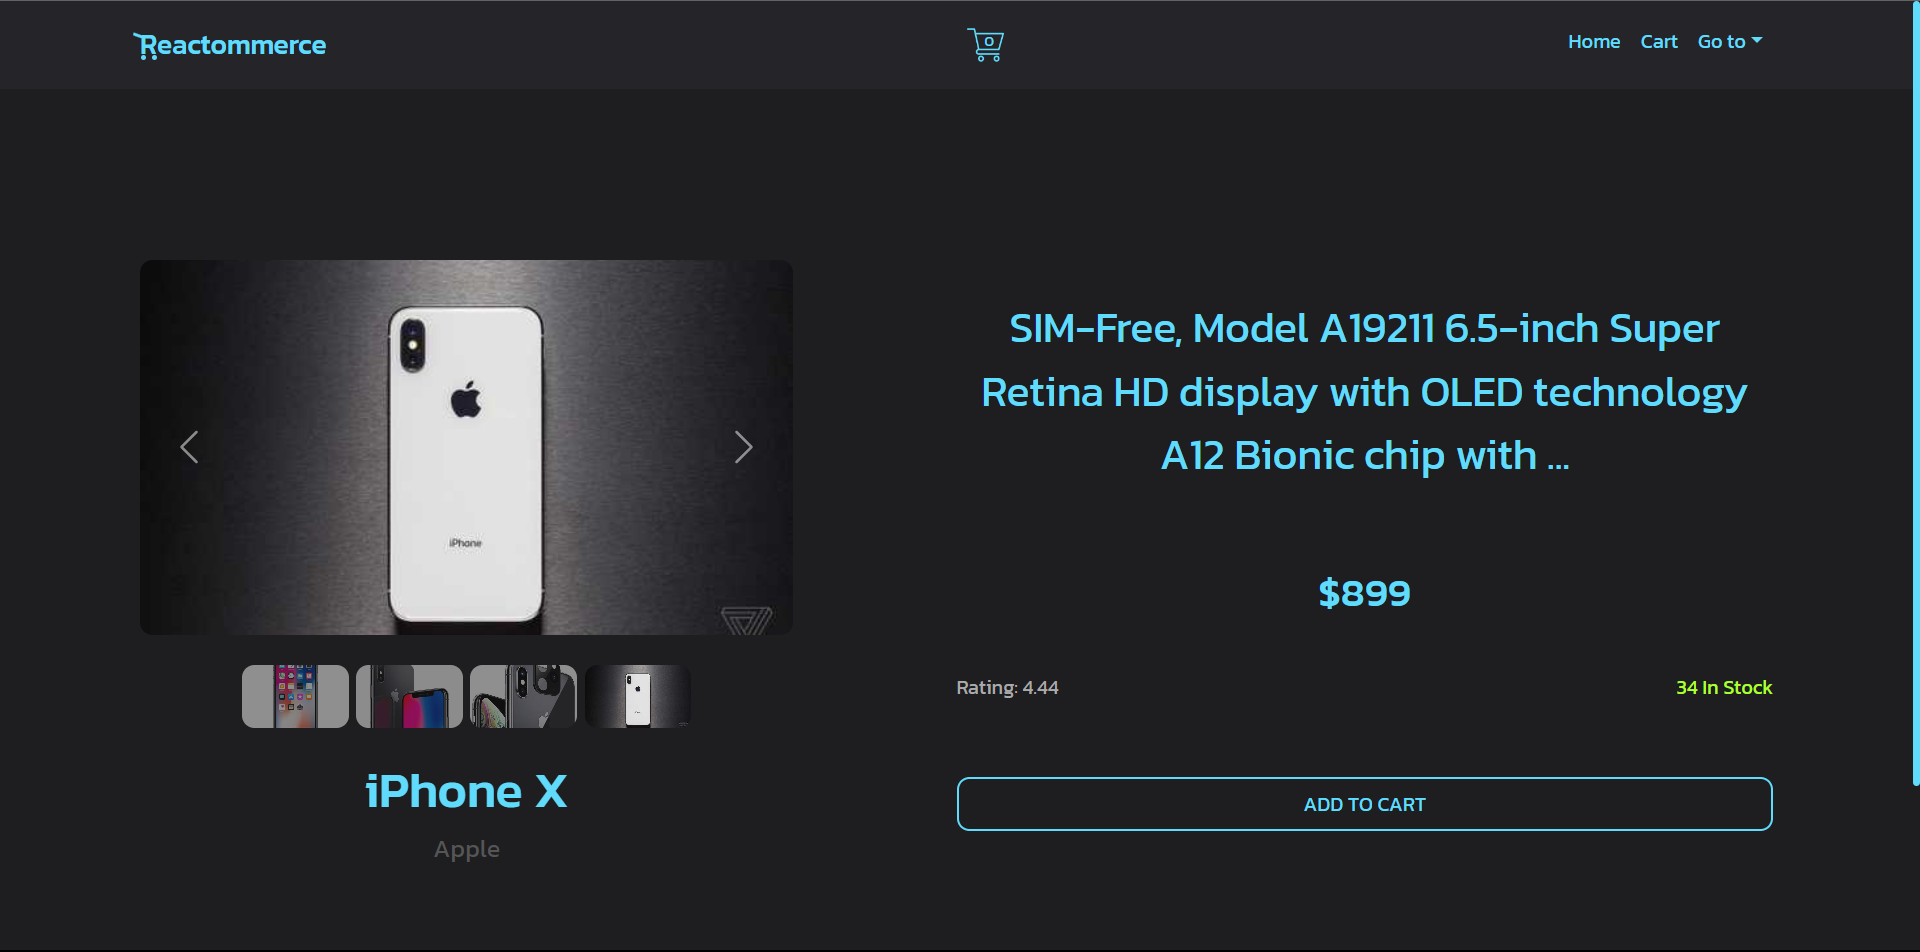 Reactommerce
0
Home
Cart
Go to
iPhone
SIM-Free, Model A19211 6.5-inch Super
Retina HD display with OLED technology
A12 Bionic chip with ...
$899
Rating: 4.44
34 In Stock
ADD TO CART
iPhone X
Apple